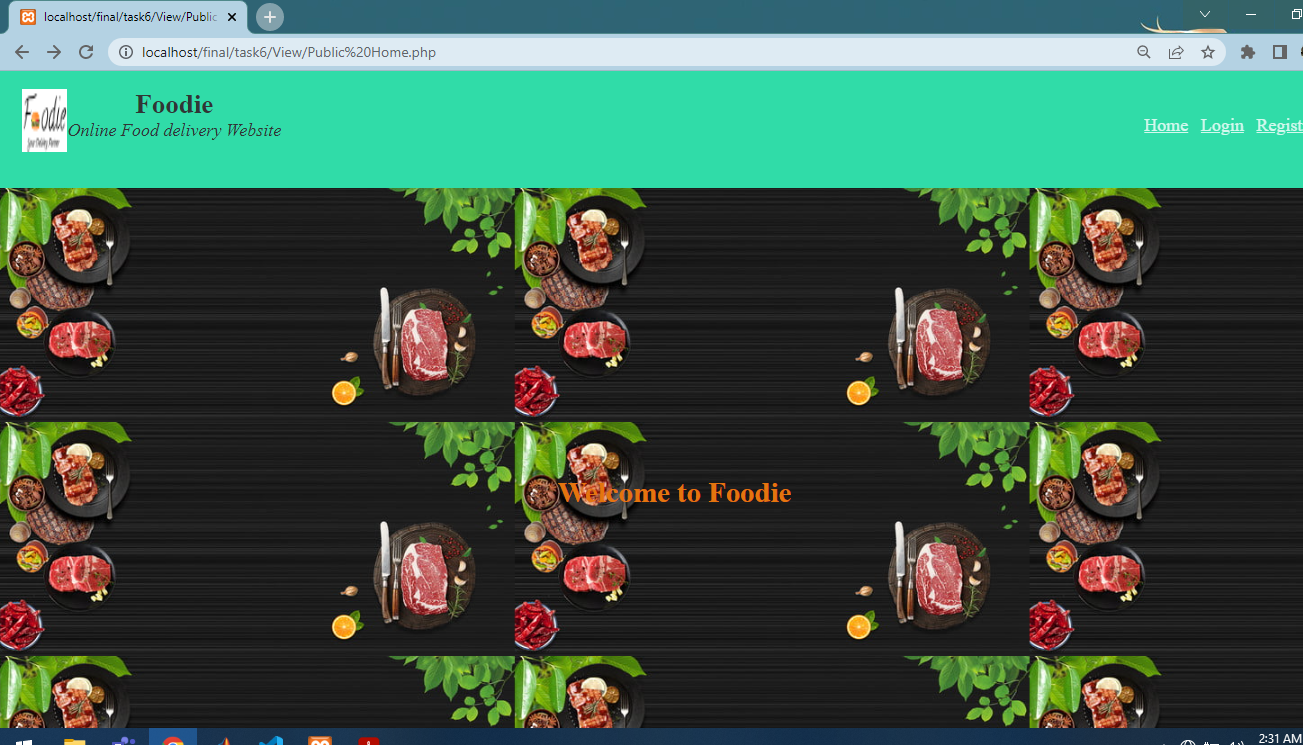 localhost/final/task6/View/Public
localhost/final/task6/View/Public%20Home.php
Foodie
Your Delivery Partner
Foodie
Online Food delivery Website
Home Login Regist
Welcome to Foodie
2:31 AM